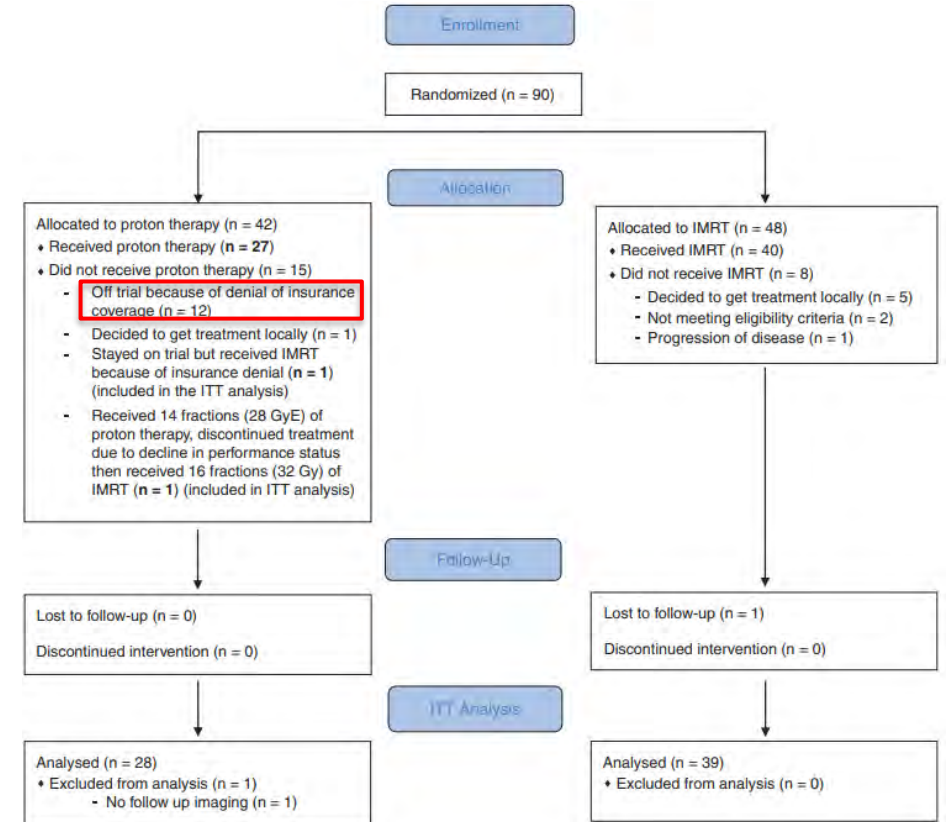 Enrollment
Randomized (n = 90)
Allocation
Allocated to proton therapy (n = 42)
♦ Received proton therapy (n = 27)
♦ Did not receive proton therapy (n = 15)
- Off trial because of denial of insurance
coverage (n = 12)
- Decided to get treatment locally (n = 1)
- Stayed on trial but received IMRT
because of insurance denial (n = 1)
(included in the ITT analysis)
- Received 14 fractions (28 GyE) of
proton therapy, discontinued treatment
due to decline in performance status
then received 16 fractions (32 Gy) of
IMRT (n = 1) (included in ITT analysis)
Allocated to IMRT (n = 48)
♦ Received IMRT (n = 40)
♦ Did not receive IMRT (n = 8)
- Decided to get treatment locally (n = 5)
- Not meeting eligibility criteria (n = 2)
- Progression of disease (n = 1)
Follow-Up
Lost to follow-up (n = 0)
Discontinued intervention (n = 0)
Lost to follow-up (n = 1)
Discontinued intervention (n = 0)
ITT Analysis
Analysed (n = 28)
♦ Excluded from analysis (n = 1)
- No follow up imaging (n = 1)
Analysed (n = 39)
♦ Excluded from analysis (n = 0)